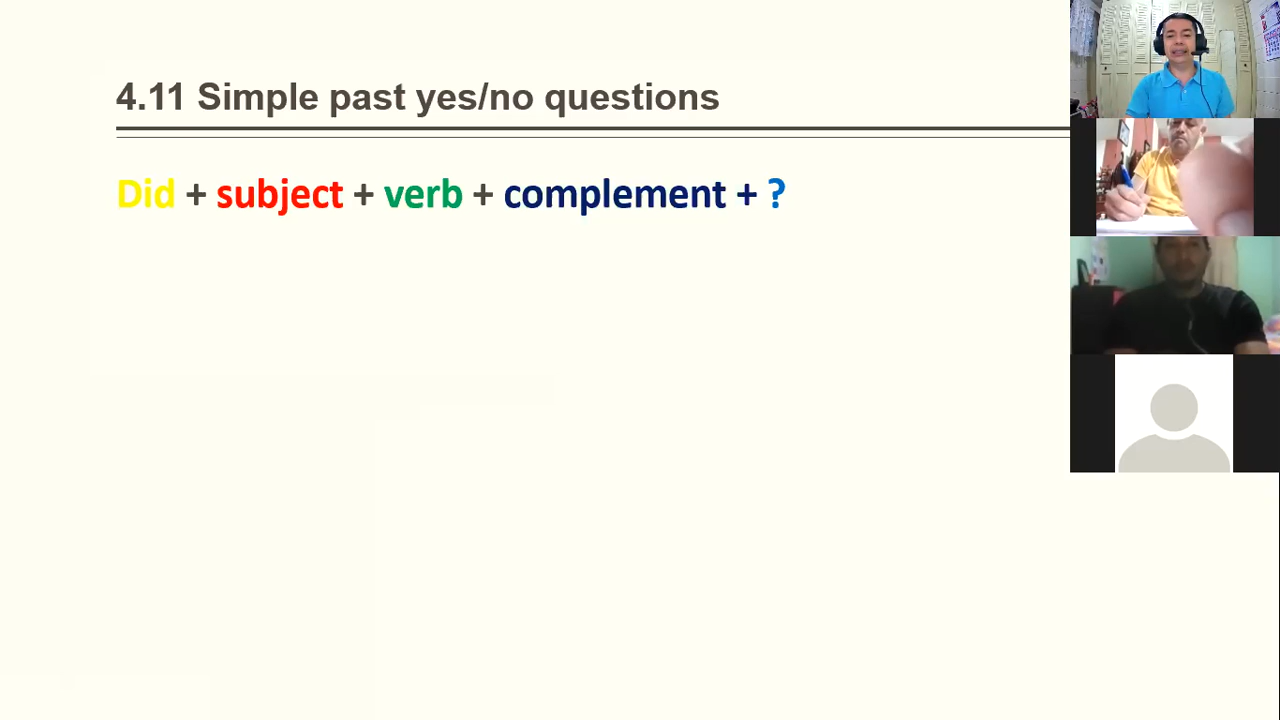 4.11 Simple past yes/no questions
Did + subject + verb + complement + ?